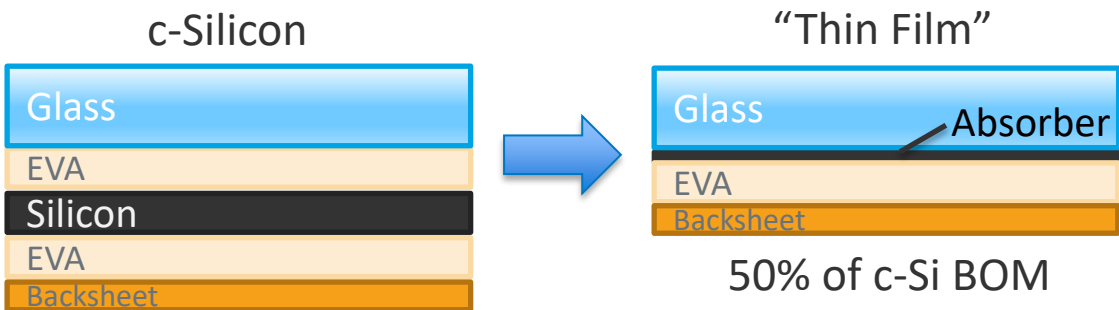 c-Silicon
Glass
EVA
Silicon
EVA
Backsheet
“Thin Film”
Glass
Absorber
EVA
Backsheet
50% of c-Si BOM